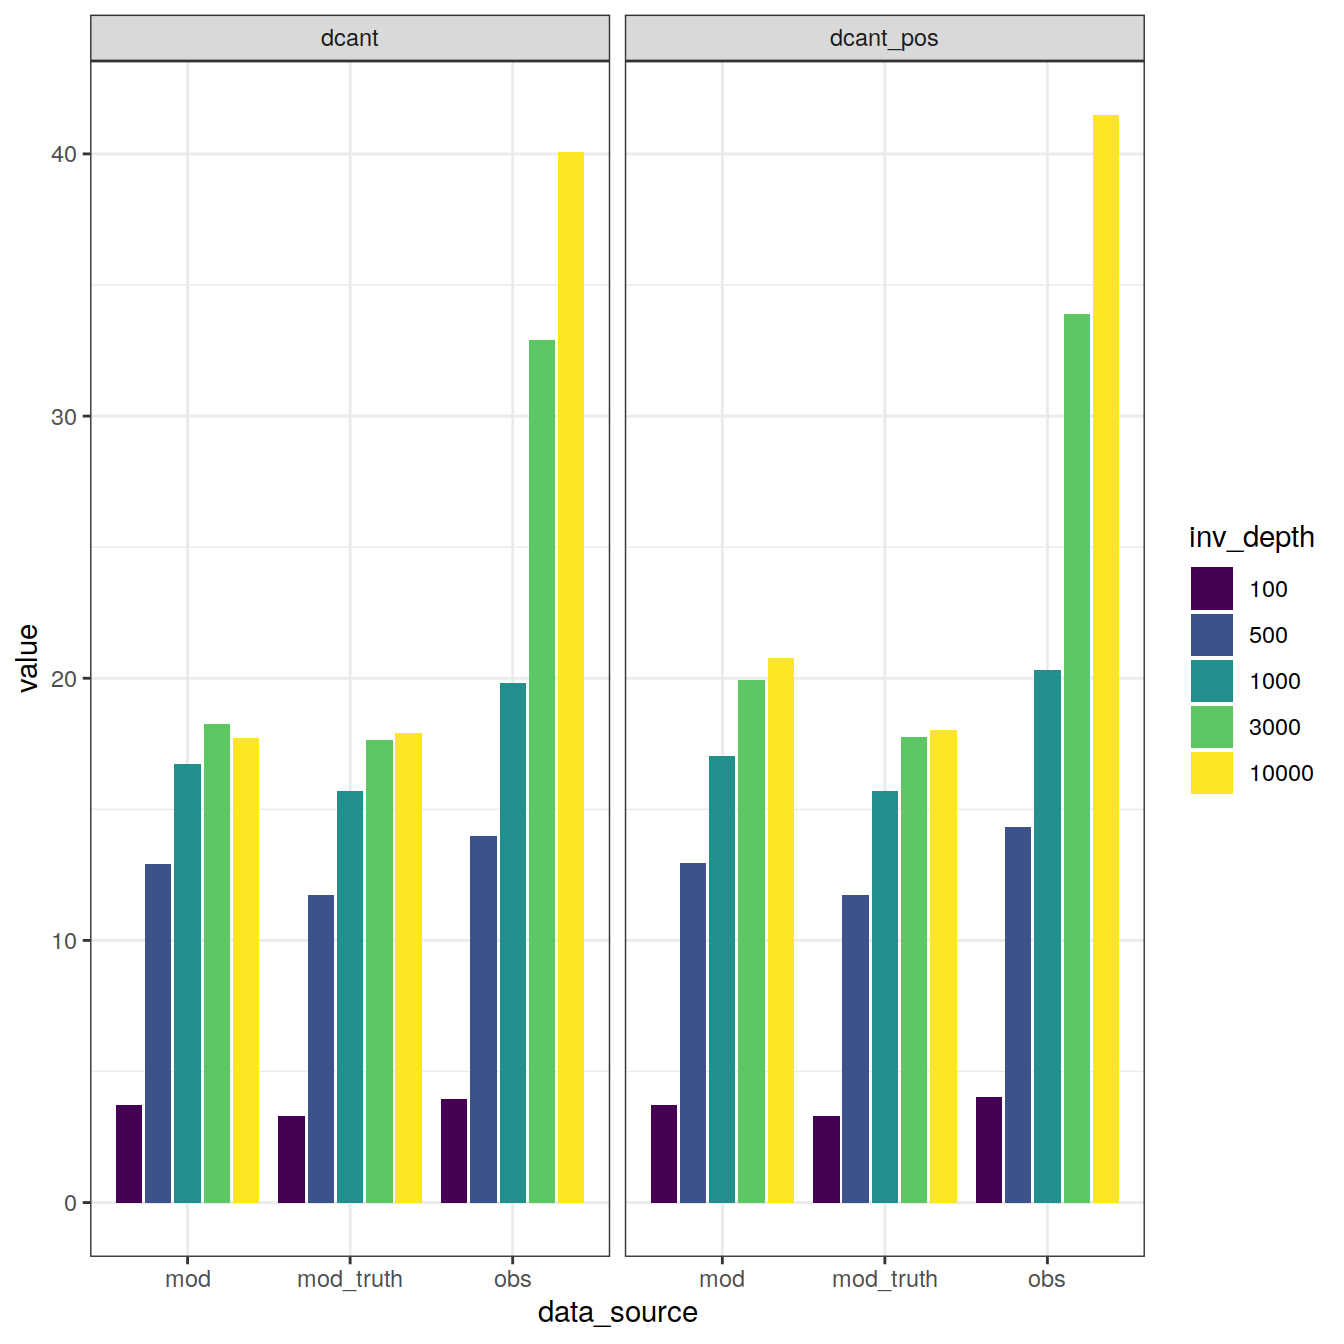 dcant
dcant_pos
value
40
30
20
10
0
mod
mod_truth
obs
mod
mod_truth
obs
data_source
inv_depth
100
500
1000
3000
10000